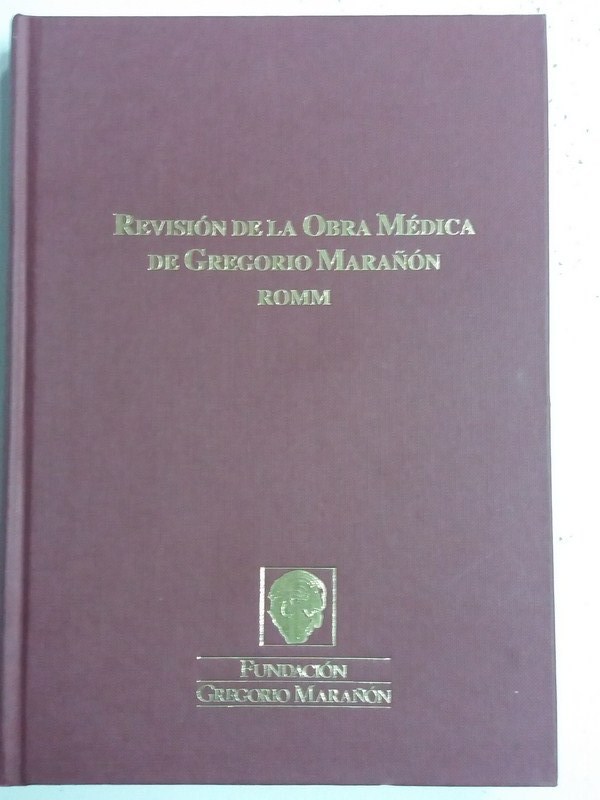 REVISIÓN DE LA OBRA MÉDICA
DE GREGORIO MARAÑÓN
ROMM
FUNDACIÓN
GREGORIO MARAÑÓN